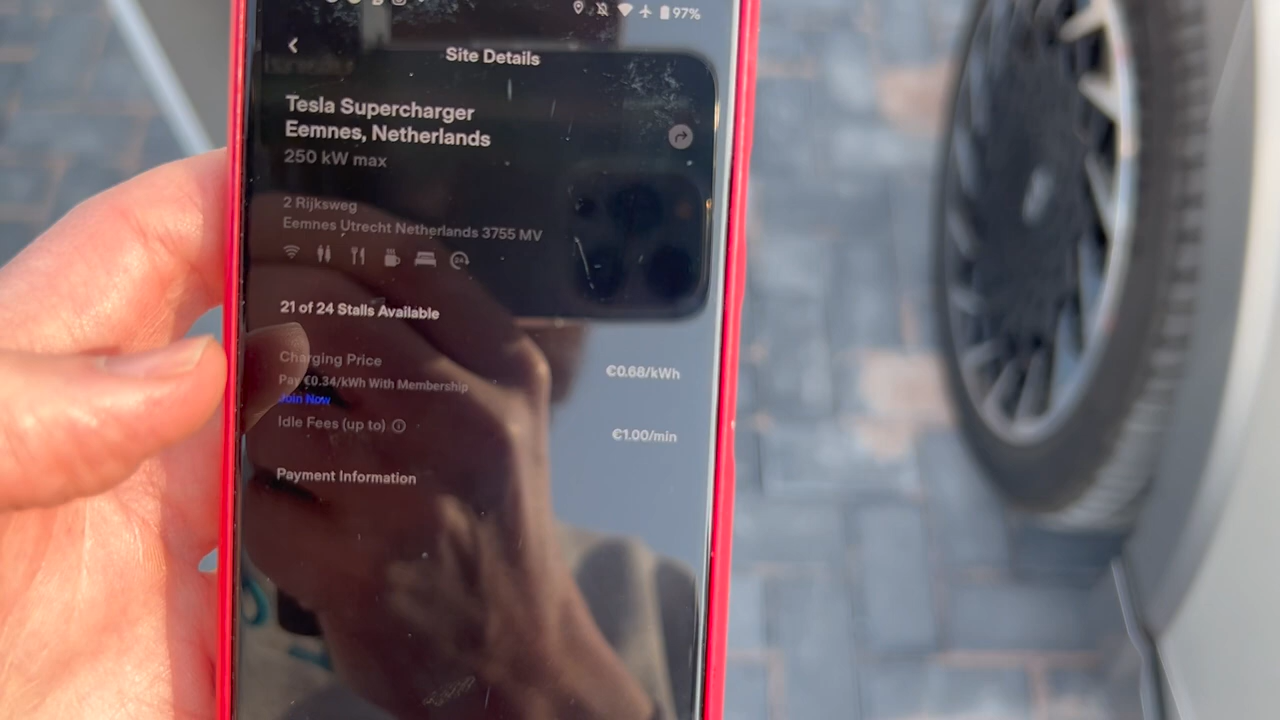 97%
Site Details
Tesla Supercharger
Eemnes, Netherlands
250 kW max
2 Rijksweg
Eemnes Utrecht Netherlands 3755 MV
24
21 of 24 Stalls Available
Charging Price
€0.68/kWh
Pay €0.34/kWh With Membership
Join Now
Idle Fees (up to)
€1.00/min
Payment Information